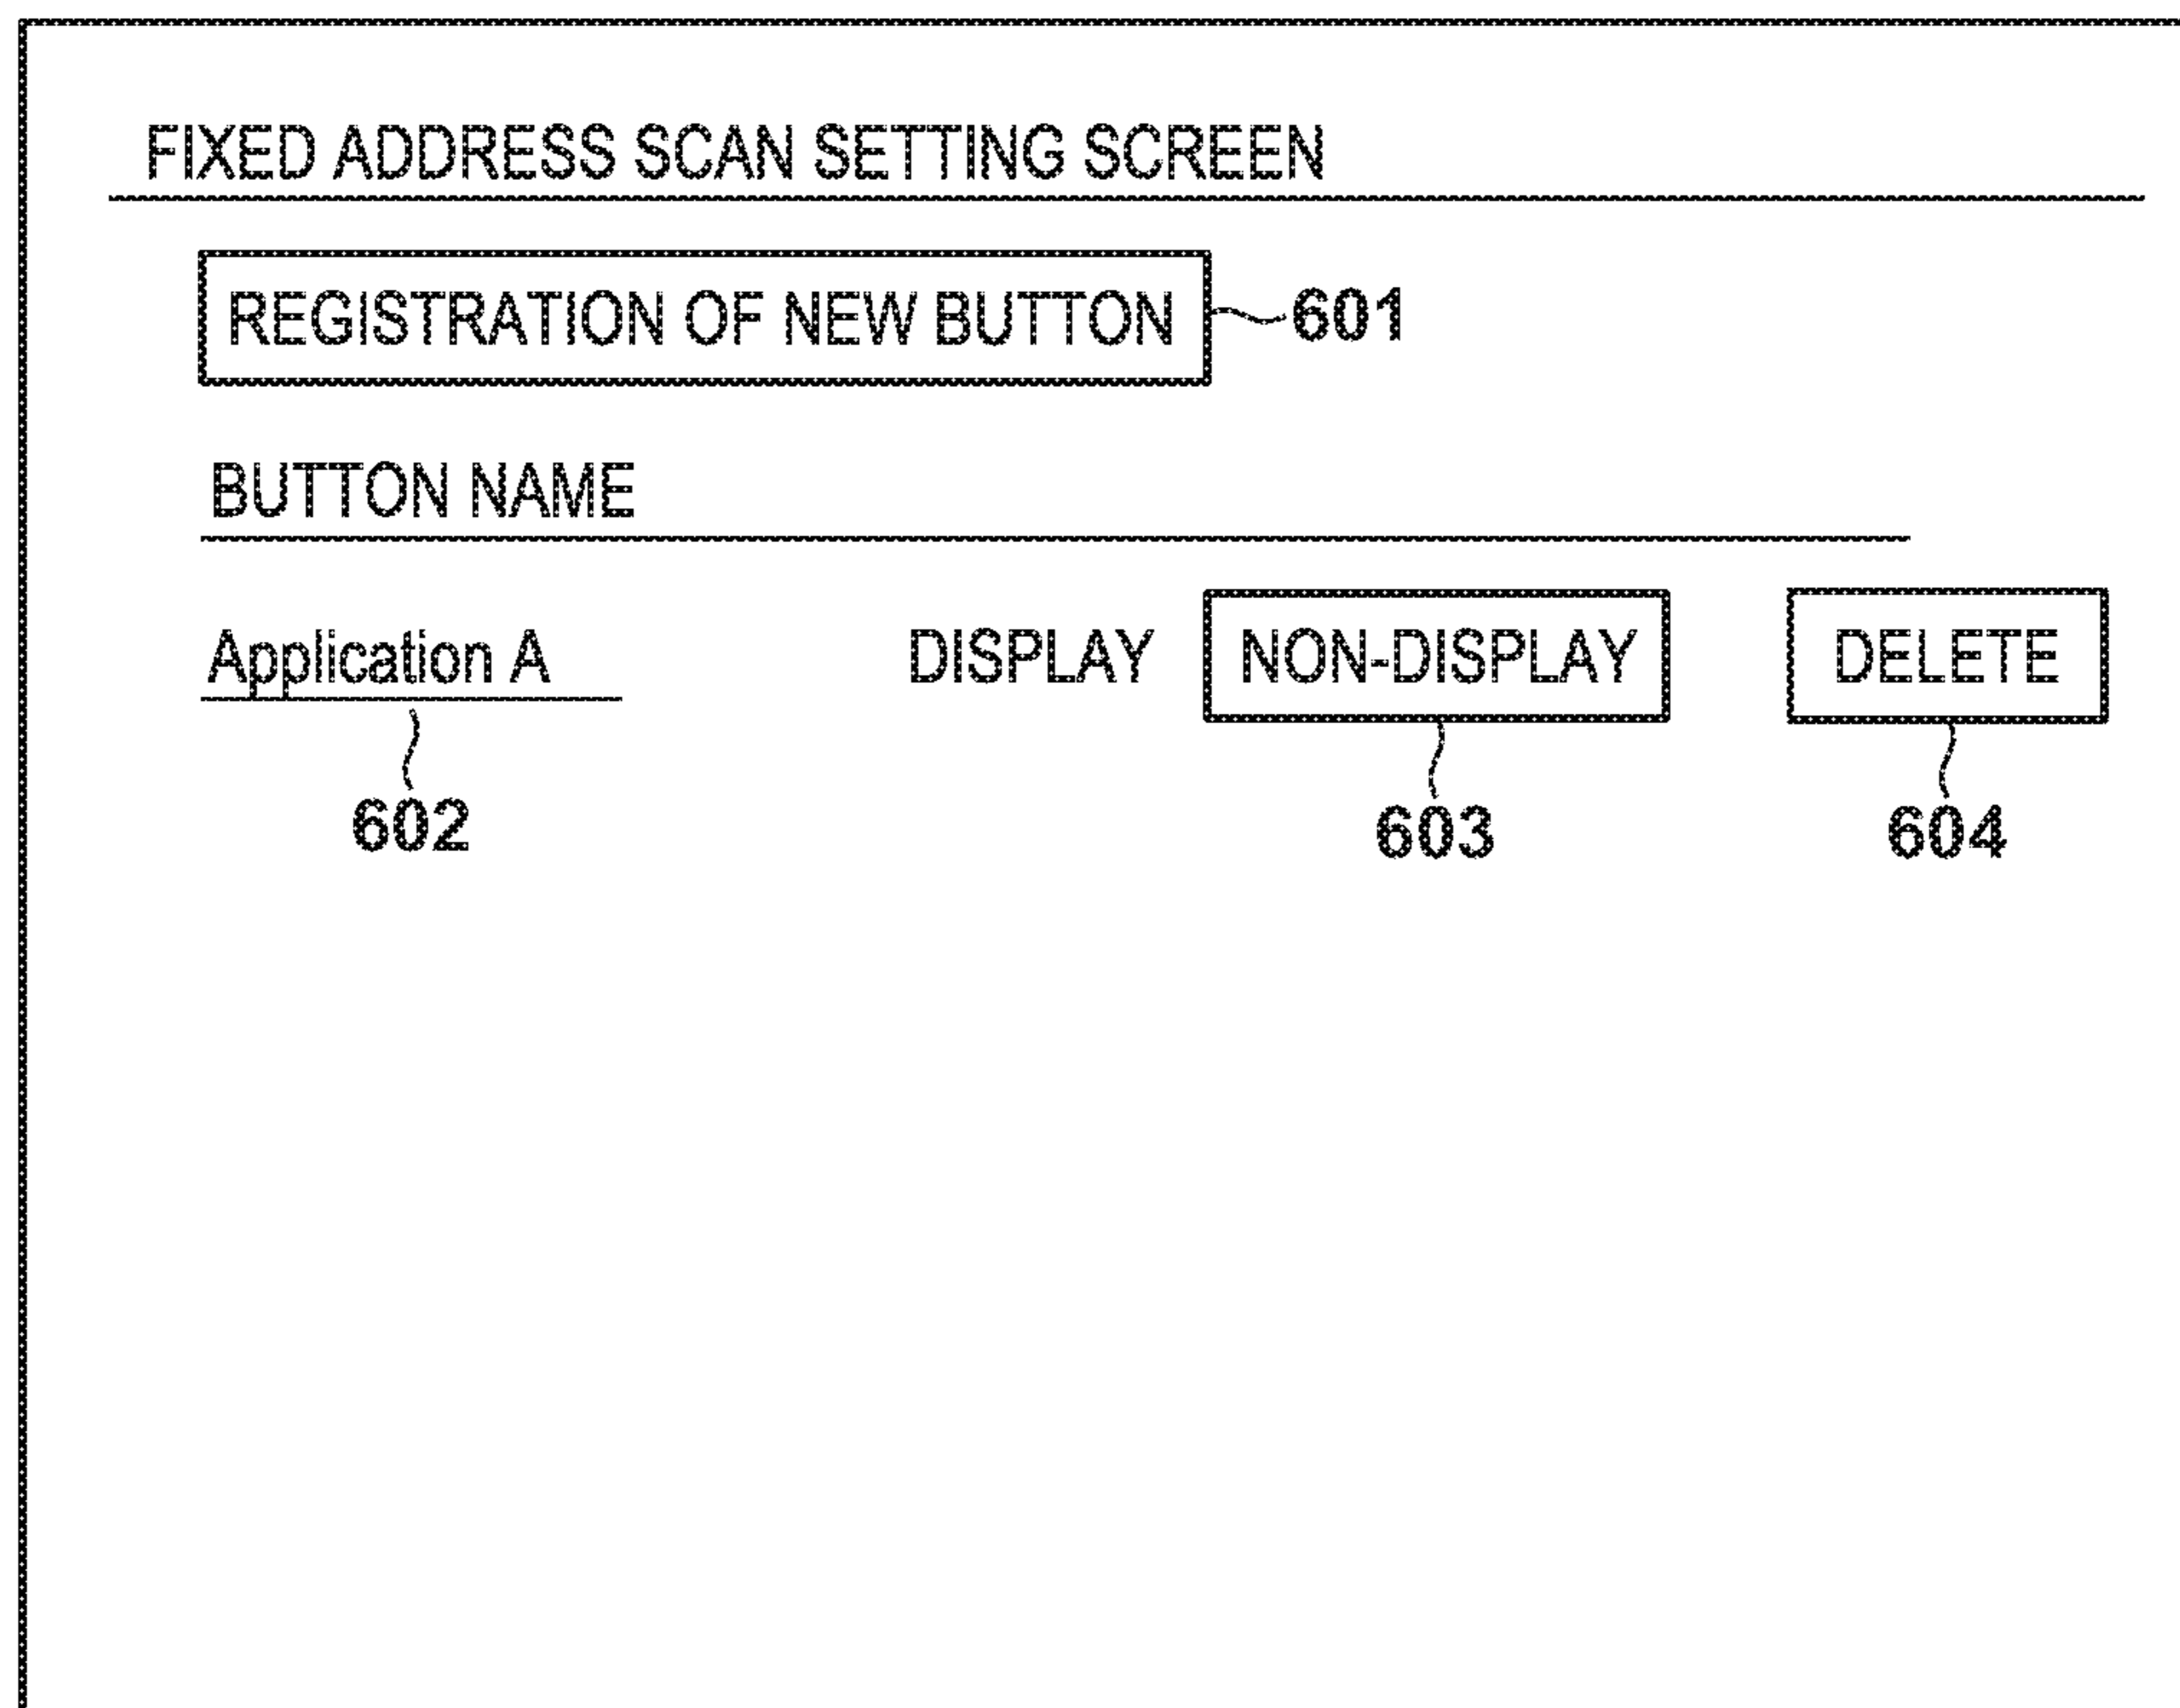 FIXED ADDRESS SCAN SETTING SCREEN
REGISTRATION OF NEW BUTTON 601
BUTTON NAME
Application A DISPLAY NON-DISPLAY DELETE
602 603 604